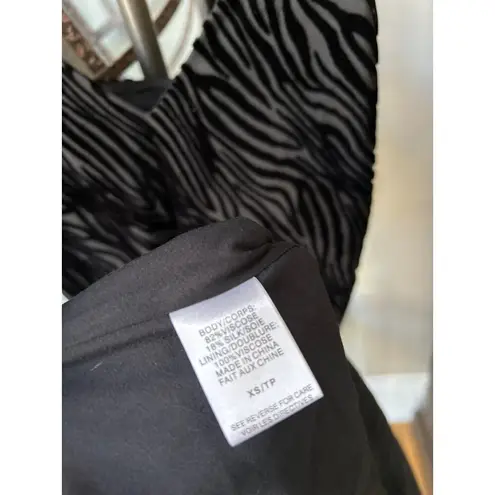 BODY/CORPS:
82%VISCOSE
18% SILK/SOIE
LINING/DOUBLURE:
100%VISCOSE
MADE IN CHINA
FAIT AUX CHINE
XS/TP
SEE REVERSE FOR CARE
VOIR LES DIRECTIVES